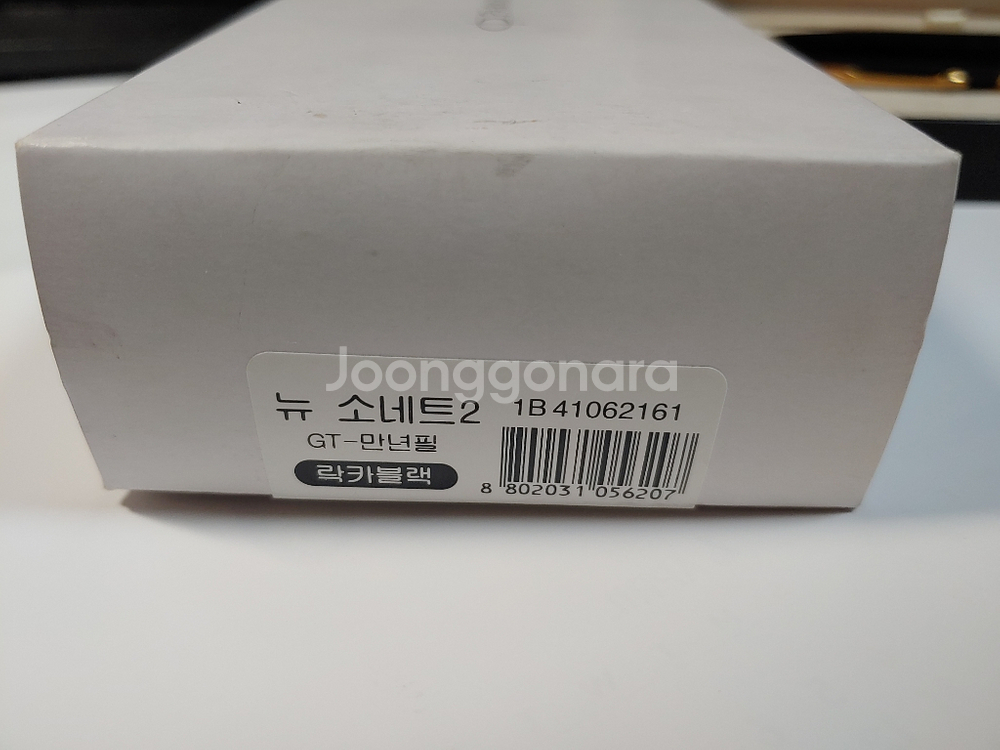 Joonggonara
뉴 소네트2 1B 41062161
GT-만년필
락카블랙
8 802031 056207